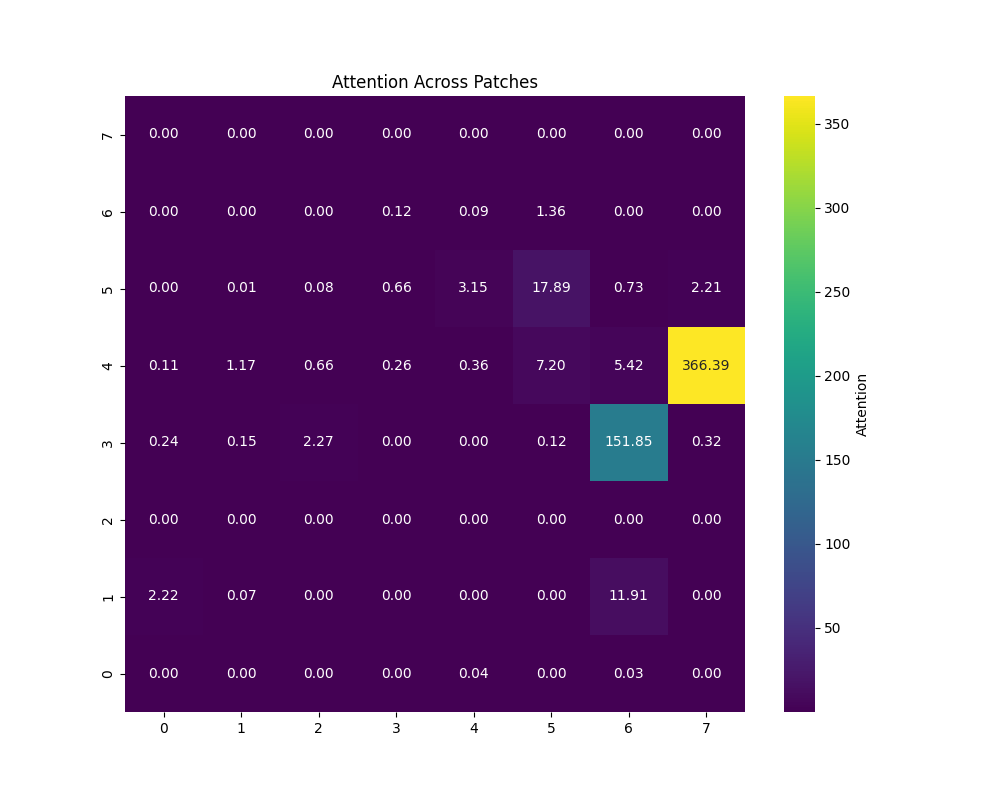 Attention Across Patches
7 0.00 0.00 0.00 0.00 0.00 0.00 0.00 0.00
6 0.00 0.00 0.00 0.12 0.09 1.36 0.00 0.00
5 0.00 0.01 0.08 0.66 3.15 17.89 0.73 2.21
4 0.11 1.17 0.66 0.26 0.36 7.20 5.42 366.39
3 0.24 0.15 2.27 0.00 0.00 0.12 151.85 0.32
2 0.00 0.00 0.00 0.00 0.00 0.00 0.00 0.00
1 2.22 0.07 0.00 0.00 0.00 0.00 11.91 0.00
0 0.00 0.00 0.00 0.00 0.04 0.00 0.03 0.00
0 1 2 3 4 5 6 7
350
300
250
200
150
100
50
Attention